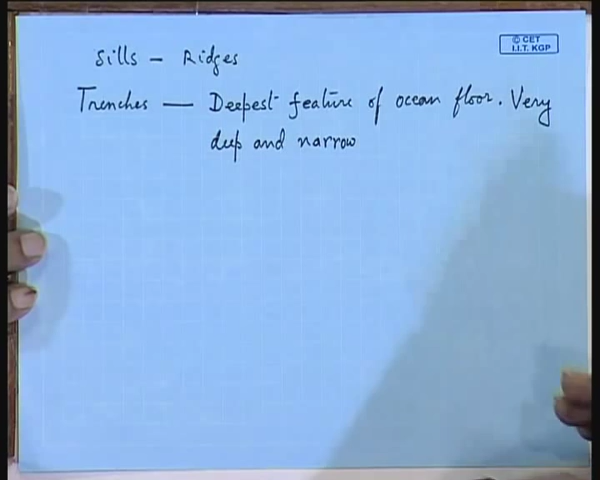 © CET
I.I.T. KGP
Sills - Ridges
Trenches — Deepest feature of ocean floor. Very
deep and narrow